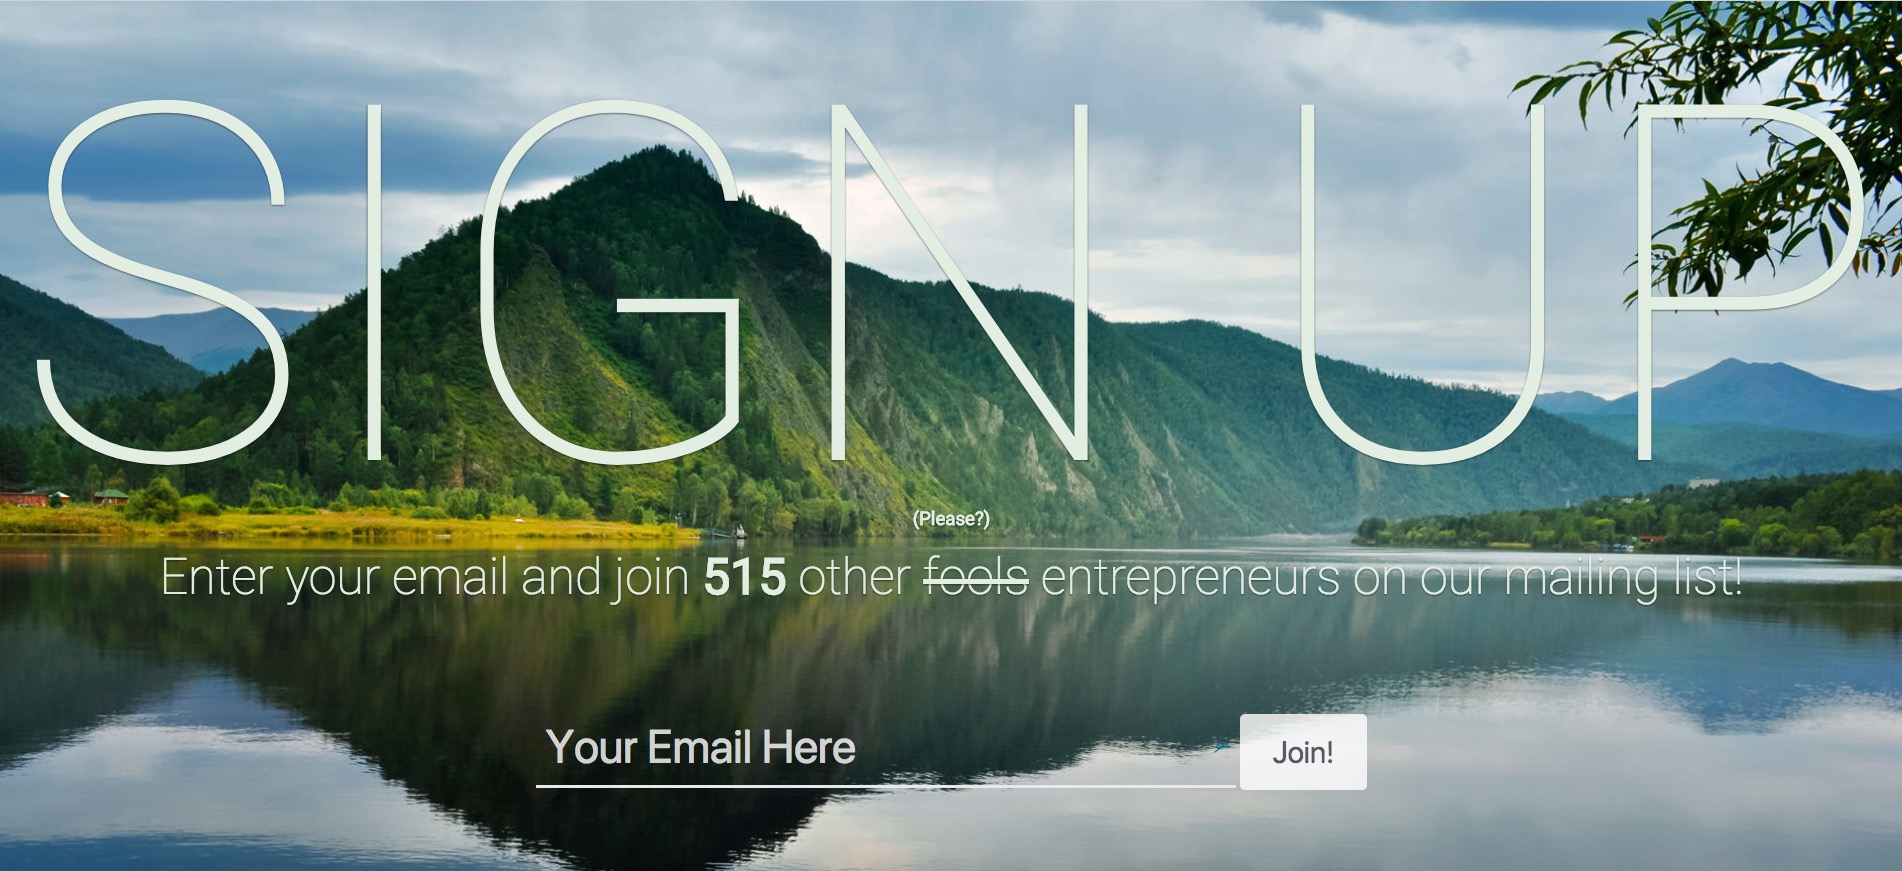 SIGN UP
(Please?)
Enter your email and join 515 other fools entrepreneurs on our mailing list!
Your Email Here
Join!